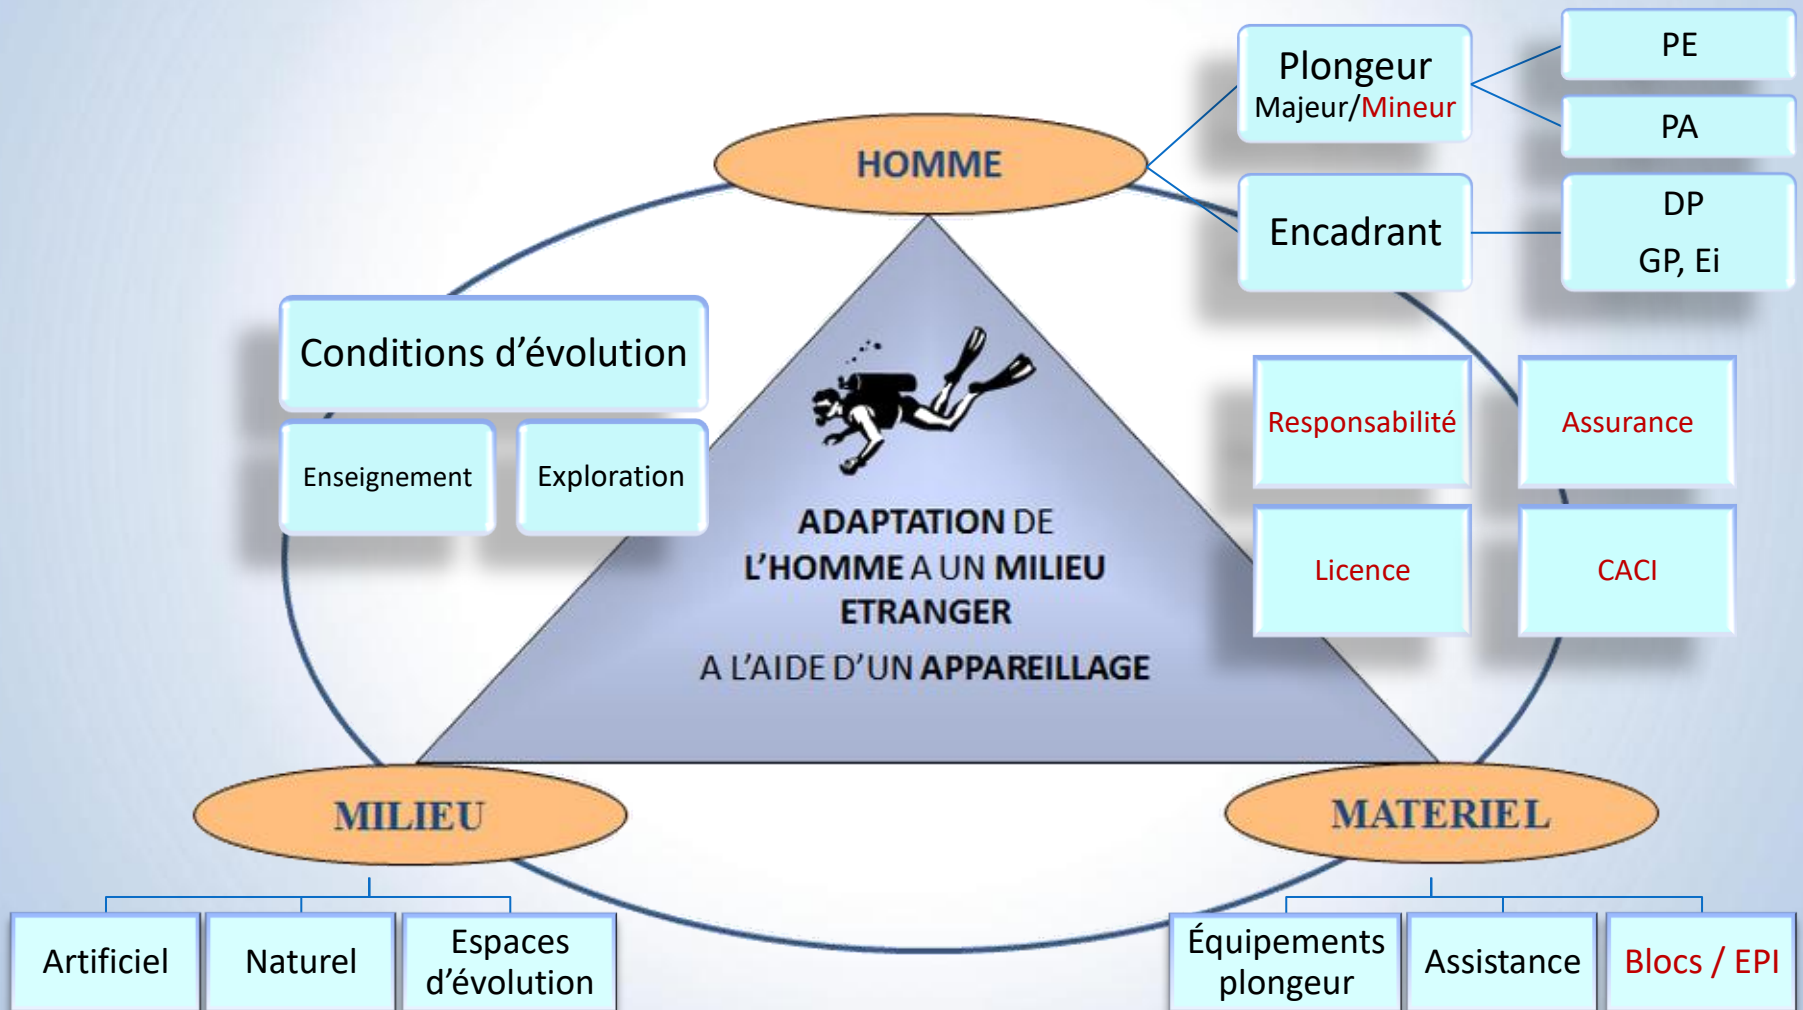 HOMME
Plongeur
Majeur/Mineur
PE
PA
Encadrant
DP
GP, Ei
Conditions d'évolution
Enseignement
Exploration
Responsabilité
Assurance
Licence
CACI
ADAPTATION DE
L'HOMME A UN MILIEU
ETRANGER
A L'AIDE D'UN APPAREILLAGE
MILIEU
MATERIEL
Artificiel
Naturel
Espaces
d'évolution
Équipements
plongeur
Assistance
Blocs / EPI